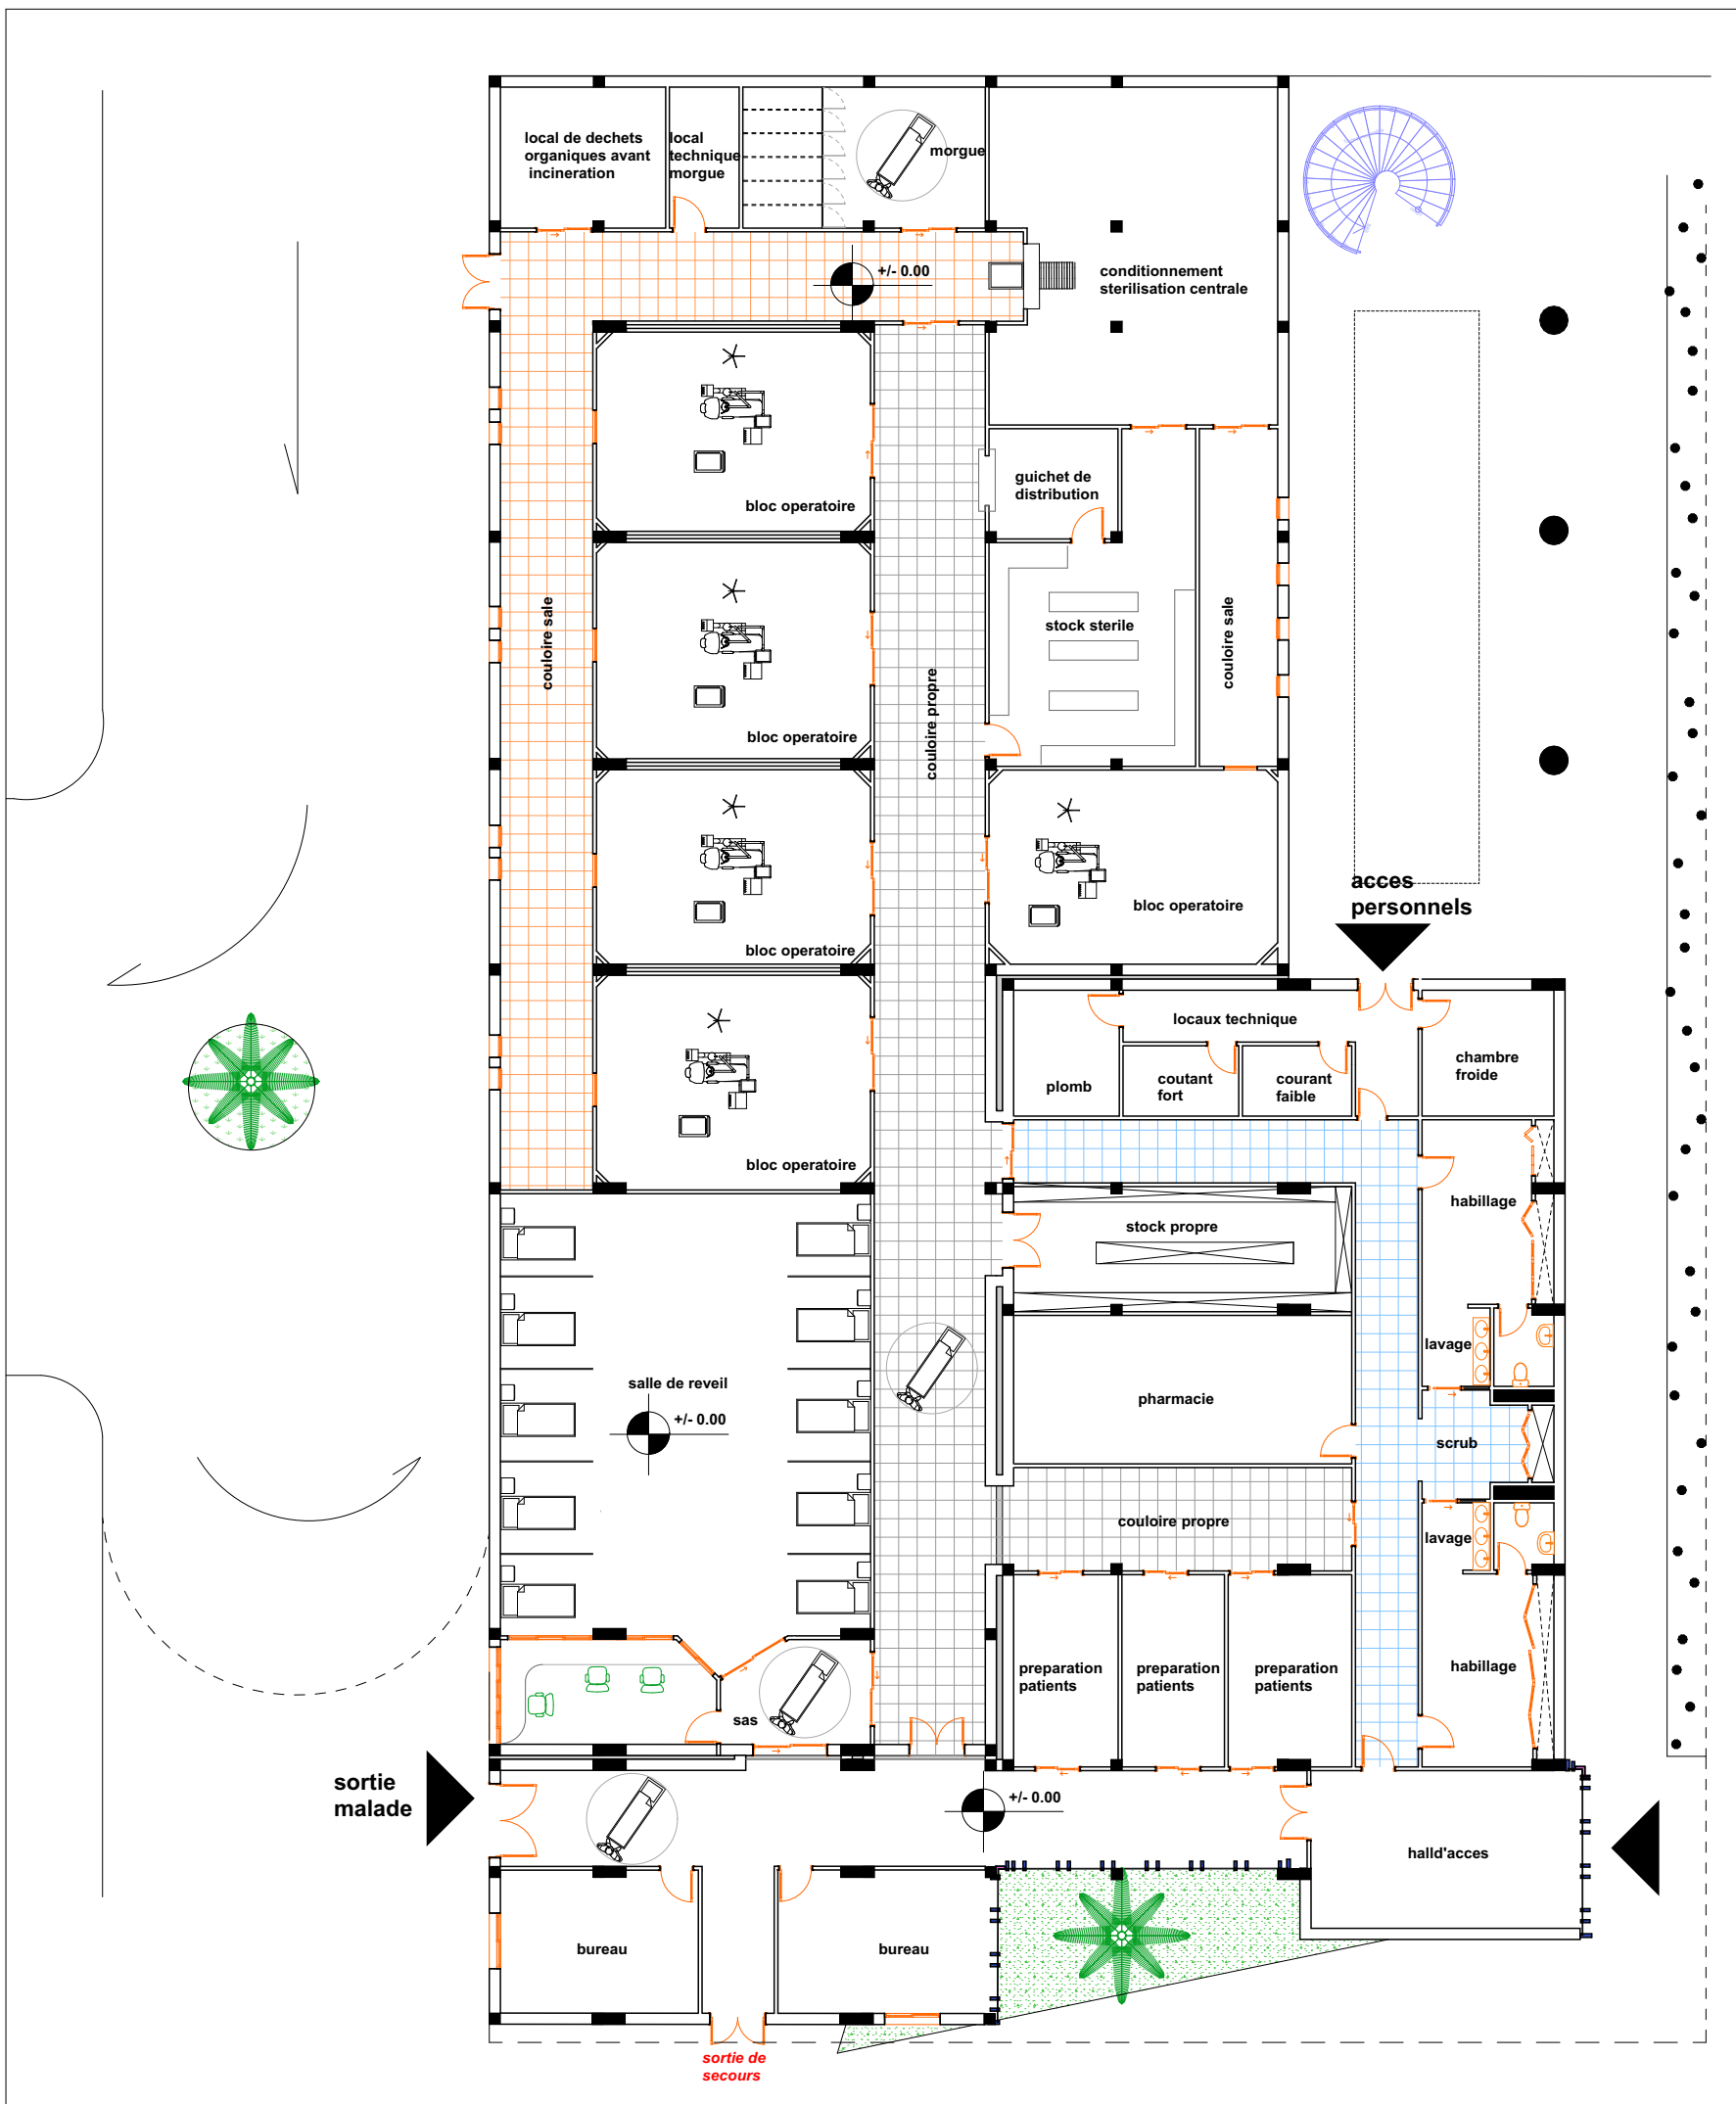 local de dechets
organiques avant
incineration
local
technique
morgue
morgue
+/- 0.00
conditionnement
sterilisation centrale
bloc operatoire
guichet de
distribution
couloire sale
stock sterile
couloire sale
couloire propre
bloc operatoire
bloc operatoire
bloc operatoire
acces
personnels
locaux technique
plomb
coutant
fort
courant
faible
chambre
froide
bloc operatoire
habillage
stock propre
lavage
salle de reveil
+/- 0.00
pharmacie
scrub
couloire propre
lavage
preparation
patients
preparation
patients
preparation
patients
habillage
sas
sortie
malade
+/- 0.00
halld'acces
bureau
bureau
sortie de
secours